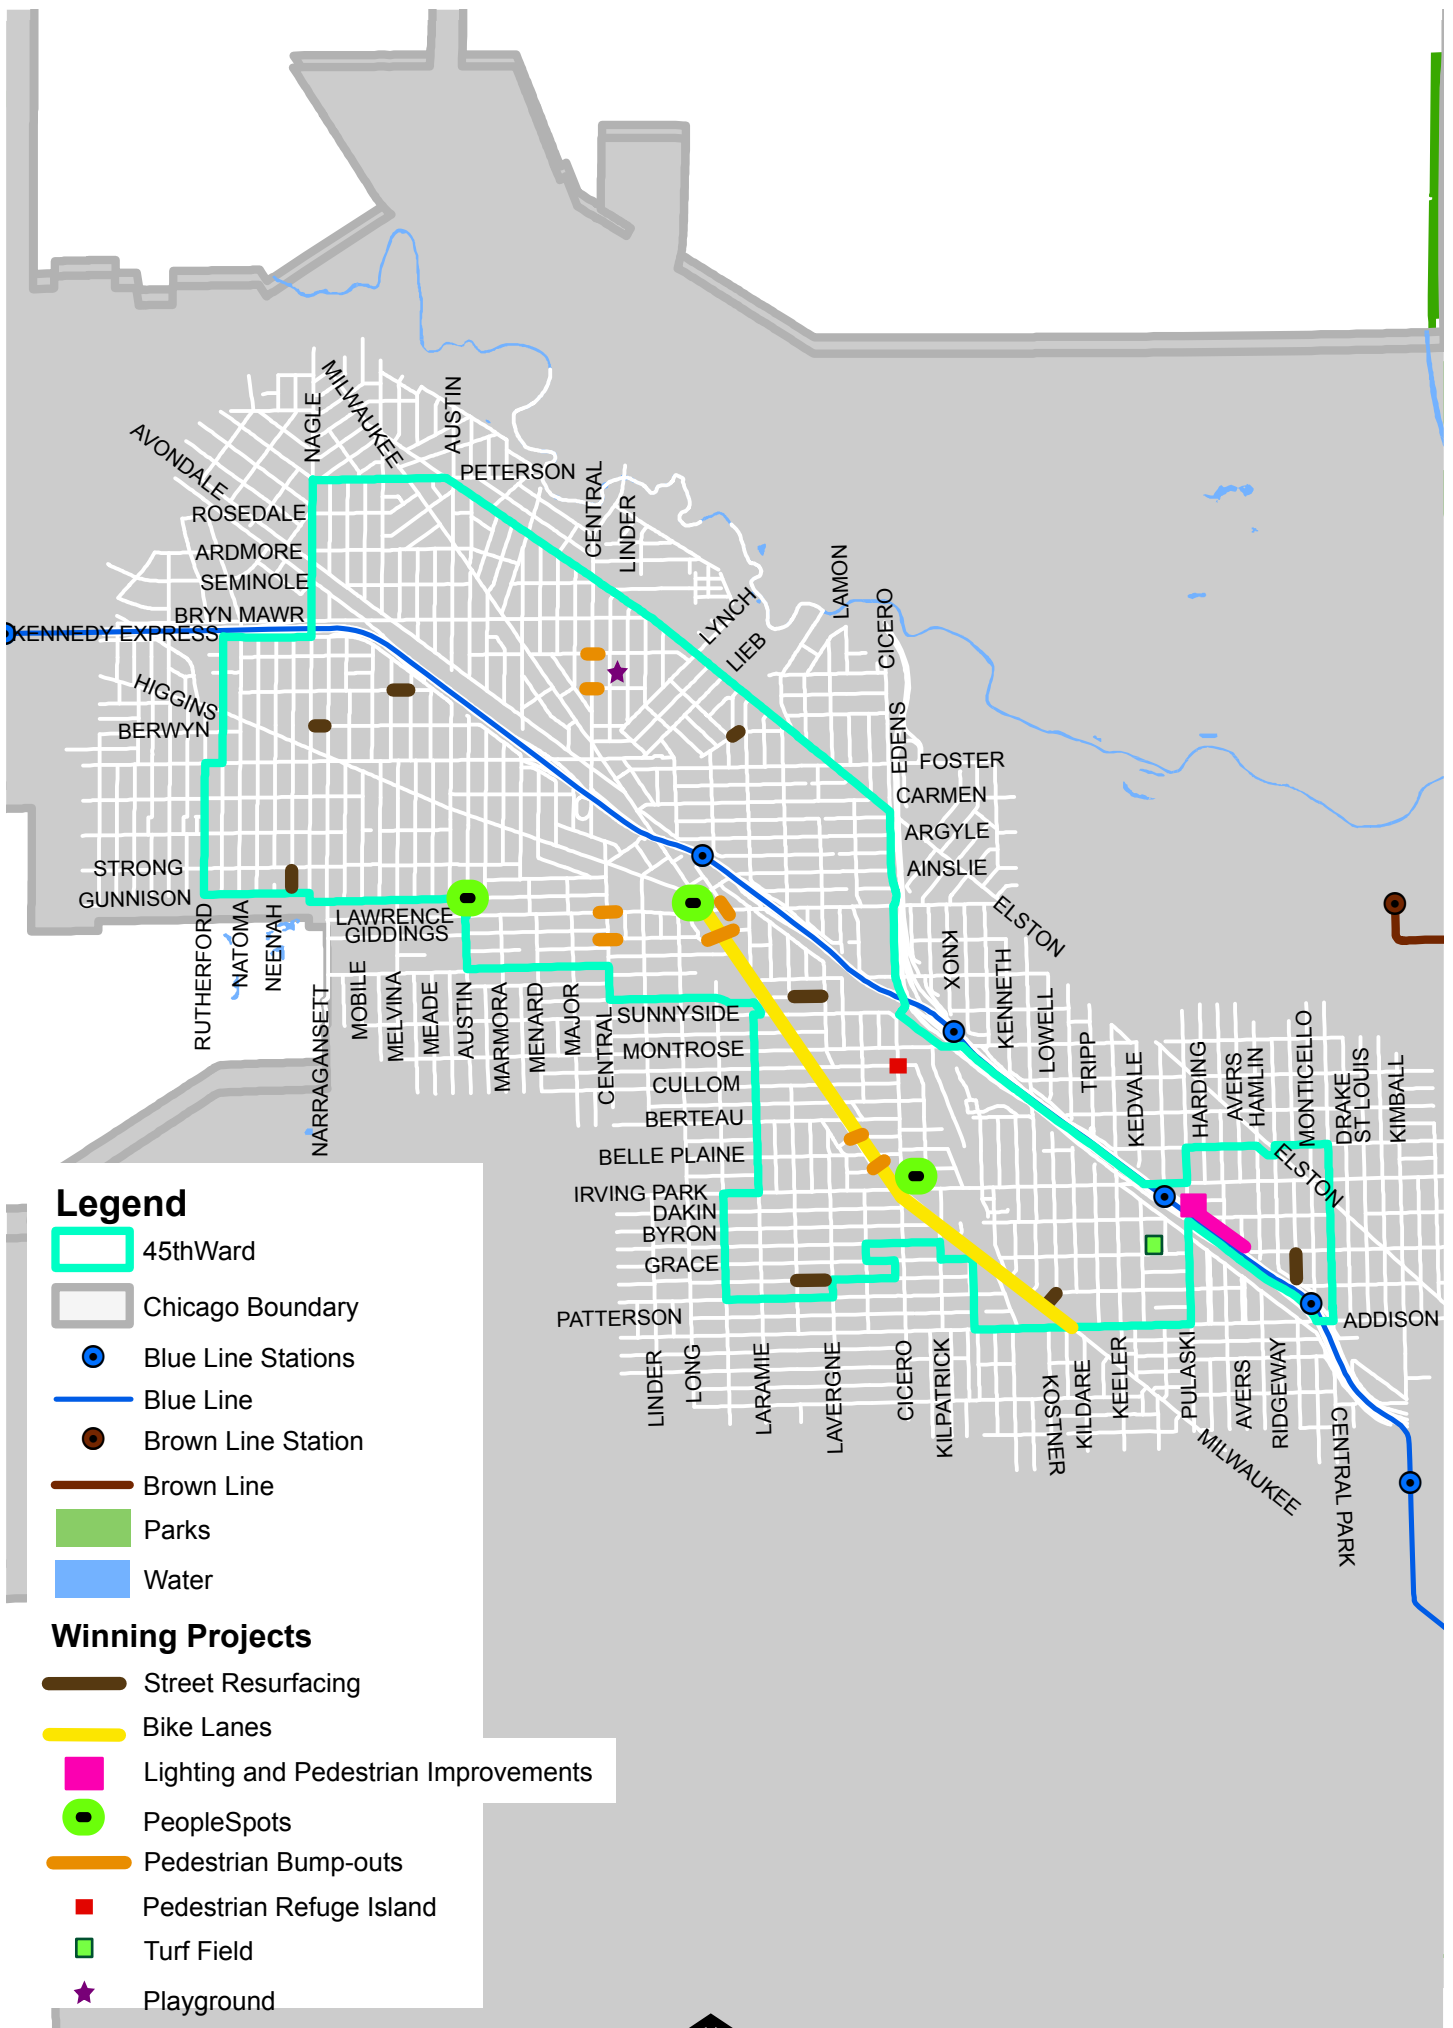 NAGLE
MILWAUKEE
AUSTIN
AVONDALE
PETERSON
CENTRAL
LINDER
ROSEDALE
ARDMORE
SEMINOLE
BRYN MAWR
KENNEDY EXPRESS
LYNCH
LIEB
LAMON
CICERO
HIGGINS
BERWYN
EDENS
FOSTER
CARMEN
ARGYLE
AINSLIE
STRONG
GUNNISON
LAWRENCE
GIDDINGS
ELSTON
RUTHERFORD
NATOMA
NEENAH
NARRAGANSETT
MOBILE
MELVINA
MEADE
AUSTIN
MARMORA
MENARD
MAJOR
CENTRAL
SUNNYSIDE
MONTROSE
CULLOM
BERTEAU
BELLE PLAINE
IRVING PARK
DAKIN
BYRON
GRACE
PATTERSON
KNOX
KENNETH
LOWELL
TRIPP
KEDVALE
HARDING
AVERS
HAMLIN
MONTICELLO
DRAKE
ST LOUIS
KIMBALL
ELSTON
ADDISON
LINDER
LONG
LARAMIE
LAVERGNE
CICERO
KILPATRICK
KOSTNER
KILDARE
KEELER
PULASKI
AVERS
RIDGEWAY
CENTRAL PARK
MILWAUKEE
Legend
45thWard
Chicago Boundary
Blue Line Stations
Blue Line
Brown Line Station
Brown Line
Parks
Water
Winning Projects
Street Resurfacing
Bike Lanes
Lighting and Pedestrian Improvements
PeopleSpots
Pedestrian Bump-outs
Pedestrian Refuge Island
Turf Field
Playground